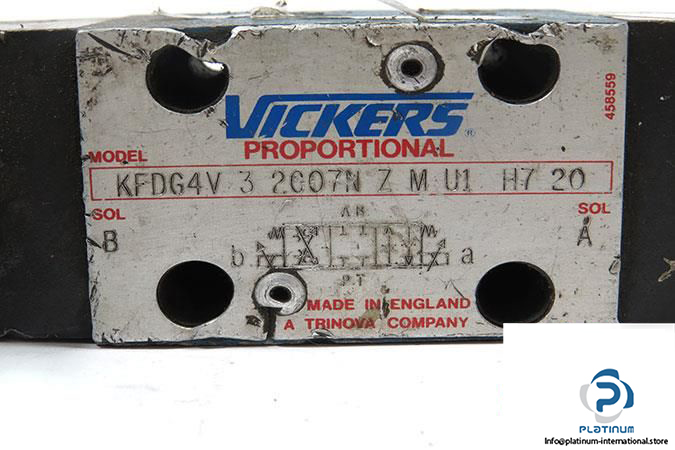 VICKERS®
PROPORTIONAL
458559
MODEL
KFDG4V 3 2C07N Z M U1 H7 20
SOL
SOL
B
A
A B
b
a
P T
MADE IN ENGLAND
A TRINOVA COMPANY
PLATINUM
Info@platinum-international.store